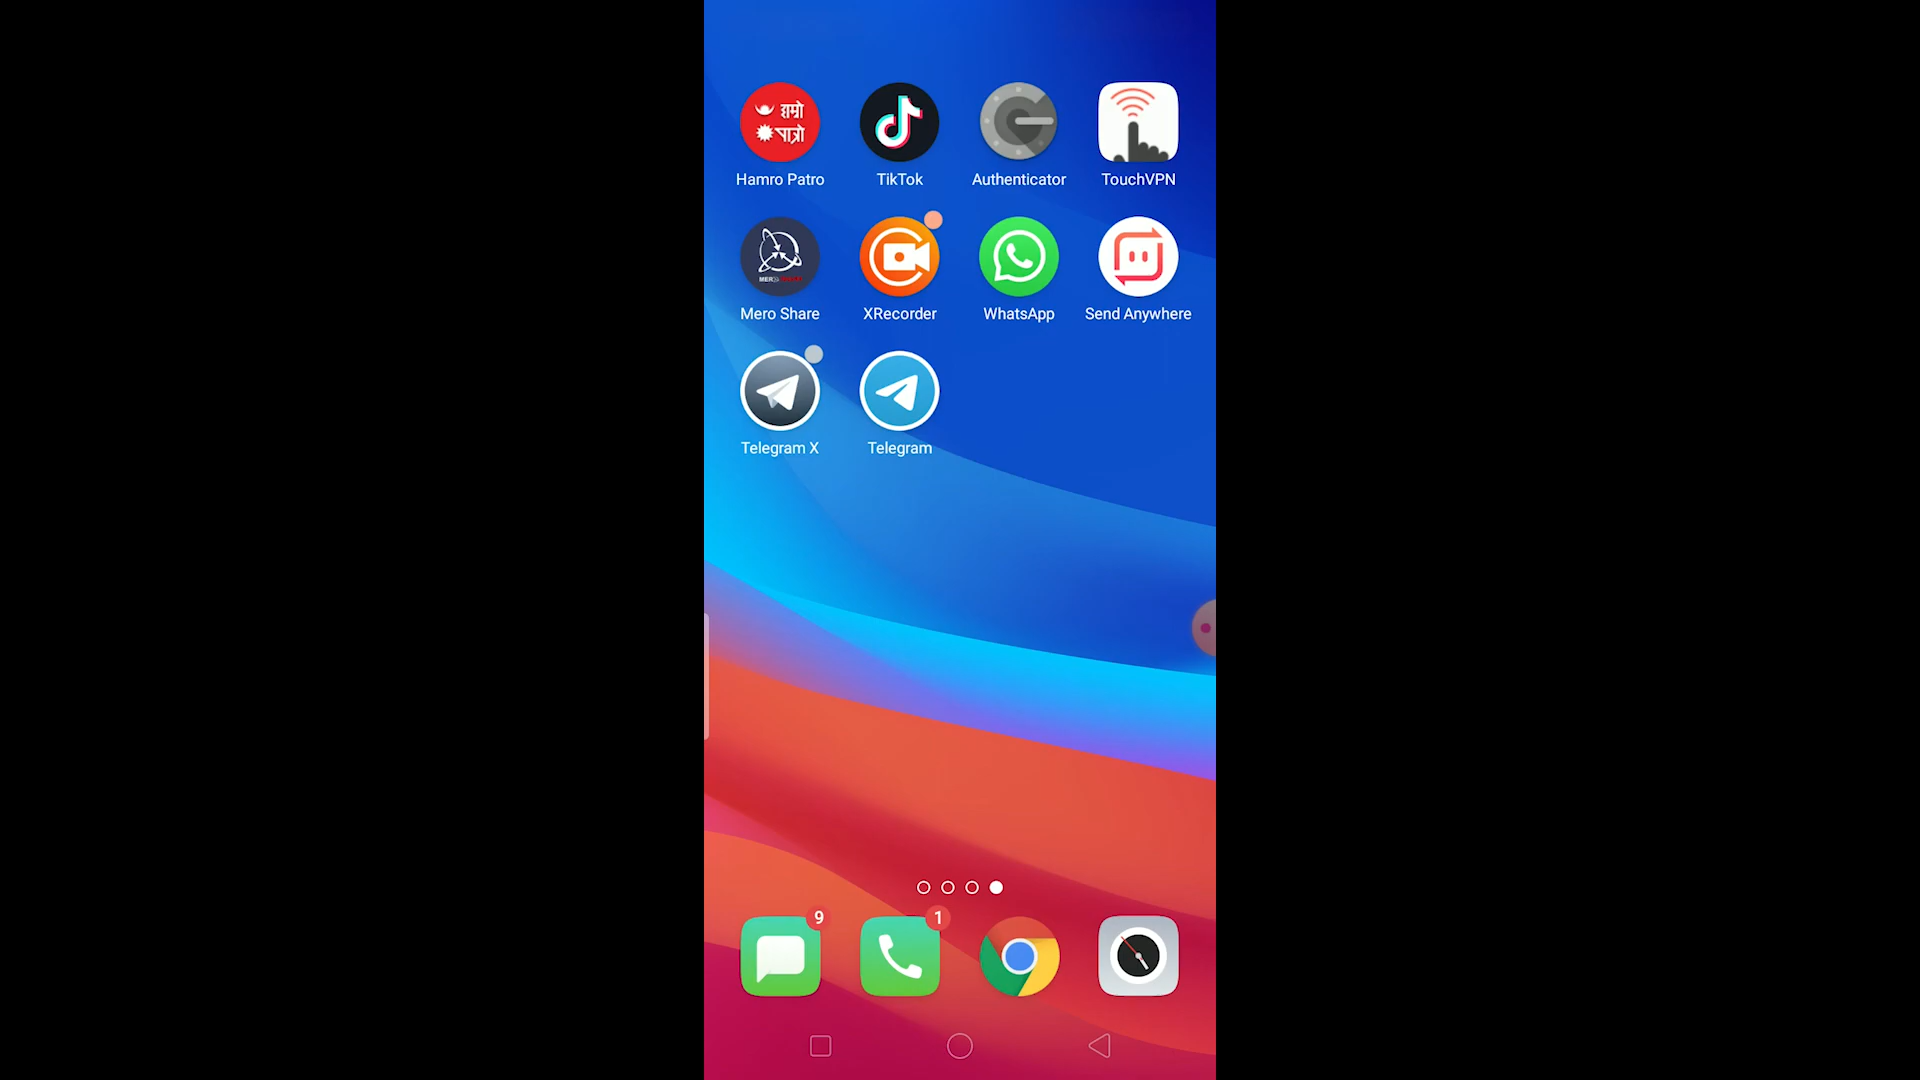 हाम्रो
पात्रो
Hamro Patro
TikTok
Authenticator
TouchVPN
Mero Share
XRecorder
WhatsApp
Send Anywhere
Telegram X
Telegram
9
1